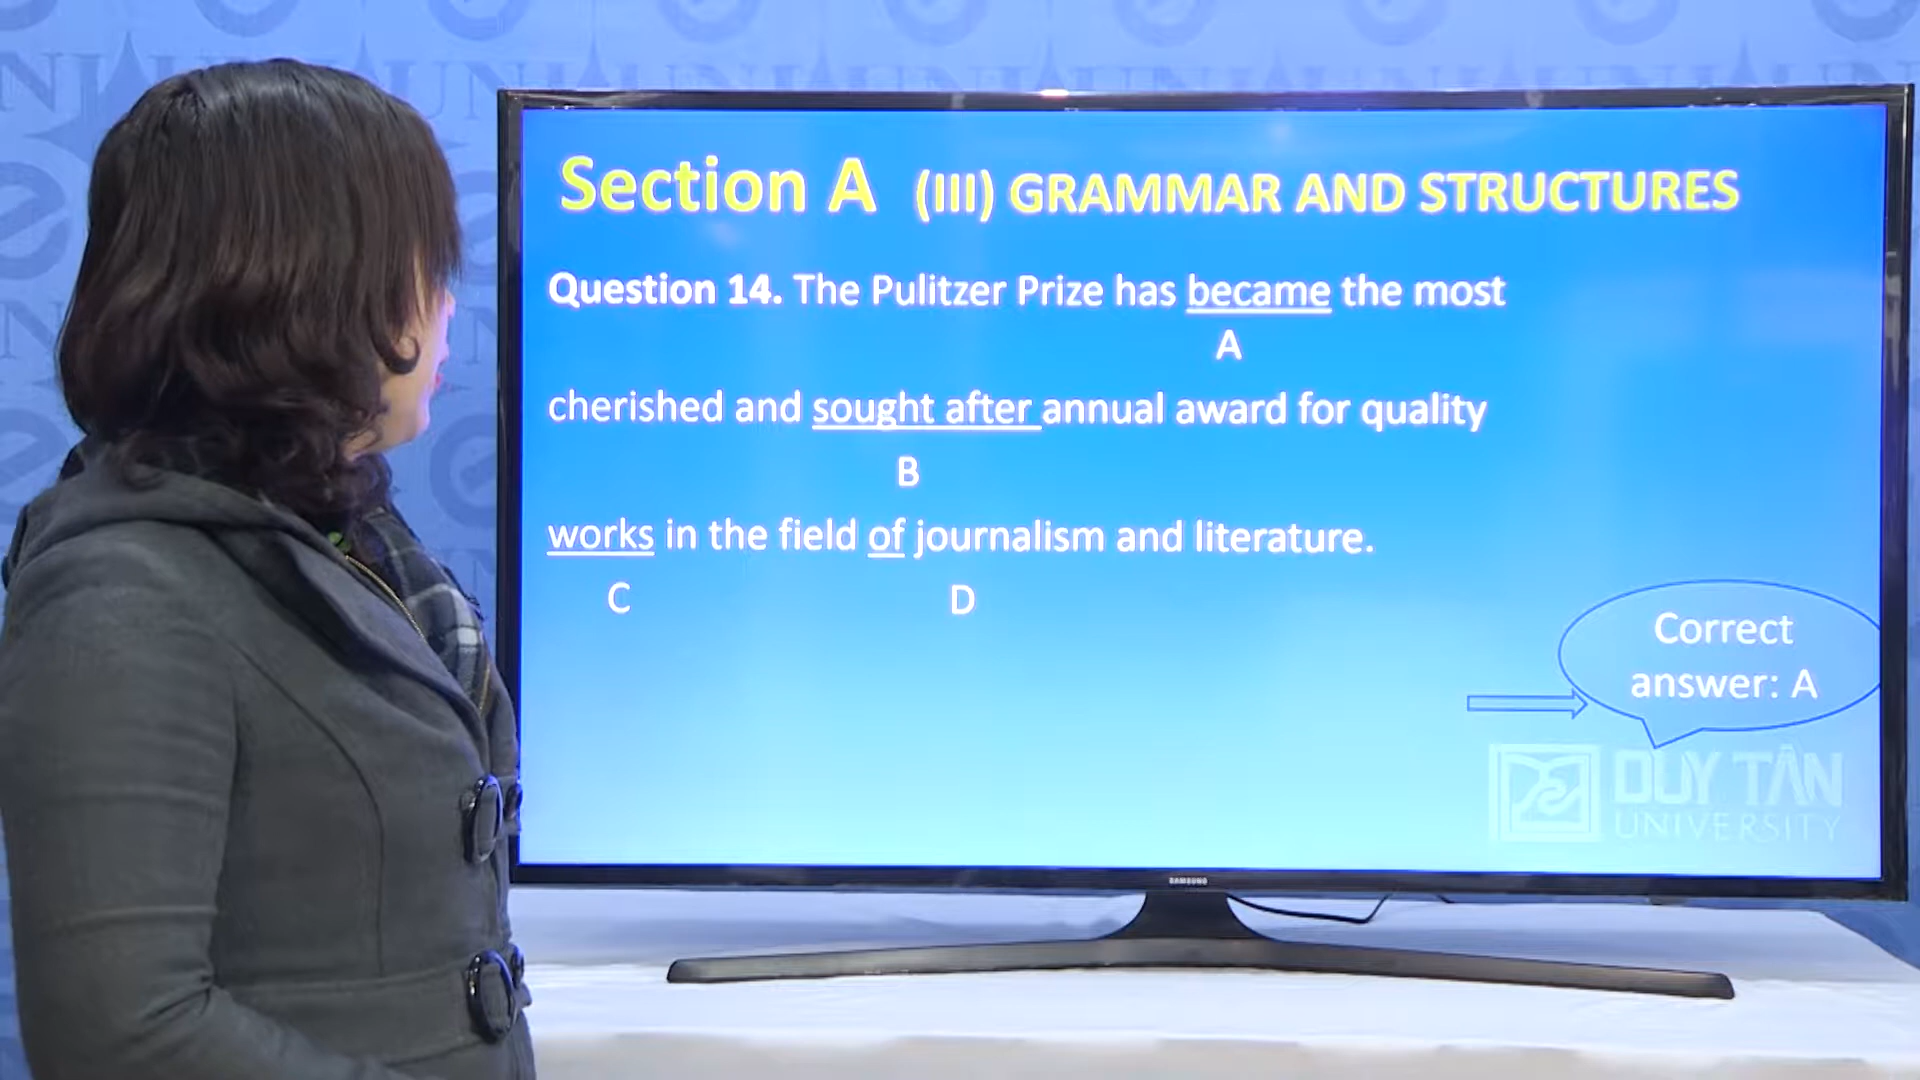 Section A (III) GRAMMAR AND STRUCTURES
Question 14. The Pulitzer Prize has became the most
A
cherished and sought after annual award for quality
B
works in the field of journalism and literature.
C D
Correct
answer: A
DUY TÂN
UNIVERSITY
SAMSUNG